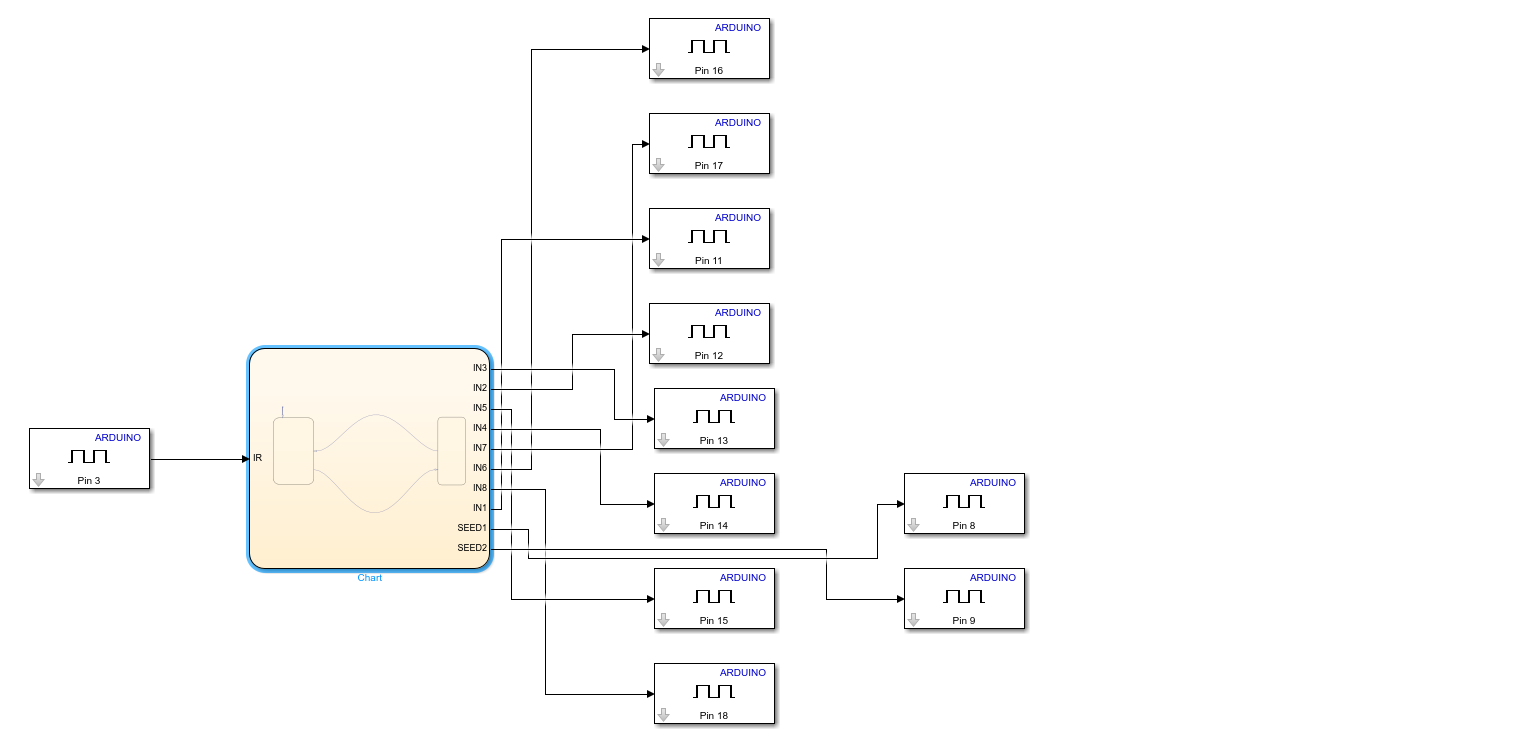 ARDUINO
Pin 16
ARDUINO
Pin 17
ARDUINO
Pin 11
ARDUINO
Pin 12
ARDUINO
Pin 13
ARDUINO
Pin 3
IR
IN3
IN2
IN5
IN4
IN7
IN6
IN8
IN1
SEED1
SEED2
Chart
ARDUINO
Pin 14
ARDUINO
Pin 8
ARDUINO
Pin 15
ARDUINO
Pin 9
ARDUINO
Pin 18